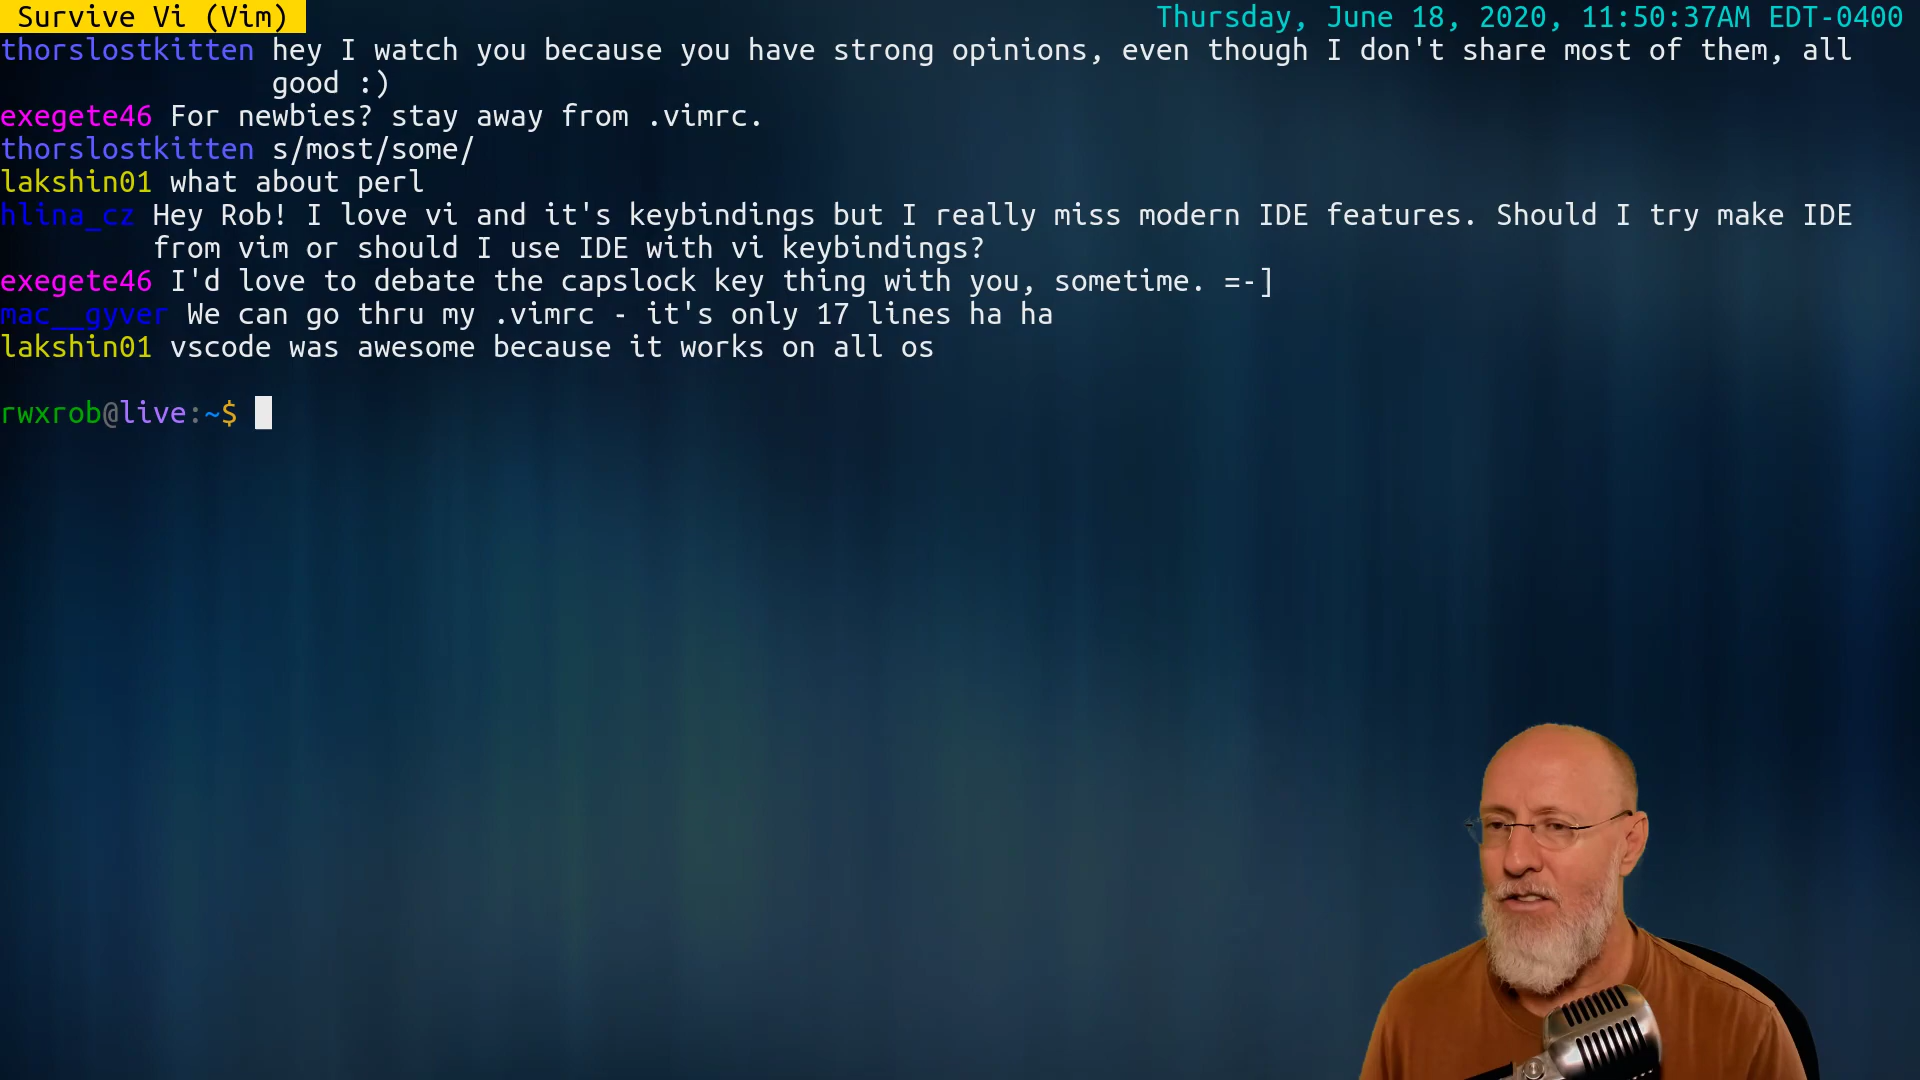 Survive Vi (Vim)
Thursday, June 18, 2020, 11:50:37AM EDT-0400
thorslostkitten hey I watch you because you have strong opinions, even though I don't share most of them, all
good :)
exegete46 For newbies? stay away from .vimrc.
thorslostkitten s/most/some/
lakshin01 what about perl
hlina_cz Hey Rob! I love vi and it's keybindings but I really miss modern IDE features. Should I try make IDE
from vim or should I use IDE with vi keybindings?
exegete46 I'd love to debate the capslock key thing with you, sometime. =-]
mac__gyver We can go thru my .vimrc - it's only 17 lines ha ha
lakshin01 vscode was awesome because it works on all os
rwxrob@live:~$